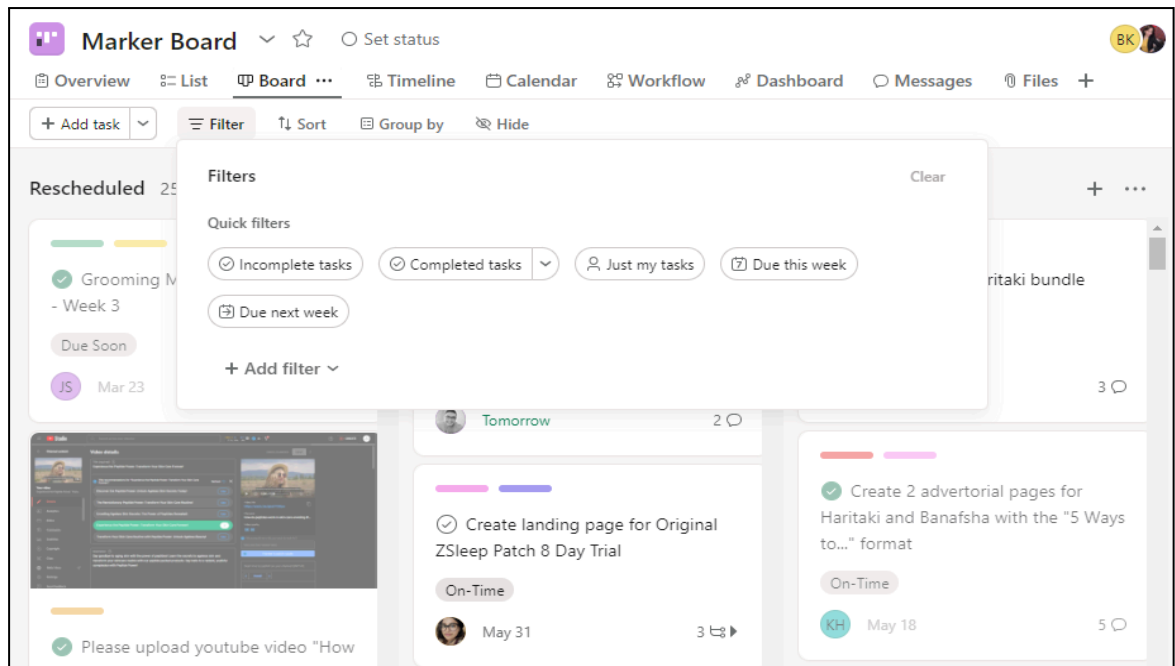 Marker Board
Set status
BK
Overview
List
Board
Timeline
Calendar
Workflow
Dashboard
Messages
Files
+ Add task
Filter
Sort
Group by
Hide
Filters
Clear
Quick filters
Incomplete tasks
Completed tasks
Just my tasks
7 Due this week
Due next week
+ Add filter
Rescheduled 25
Grooming M
- Week 3
Due Soon
JS Mar 23
Video details
Please upload youtube video "How
Tomorrow 2
Create landing page for Original
ZSleep Patch 8 Day Trial
On-Time
May 31 3
ritaki bundle
3
Create 2 advertorial pages for
Haritaki and Banafsha with the "5 Ways
to..." format
On-Time
KH May 18 5